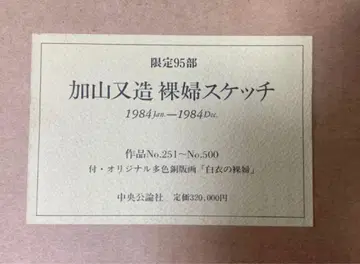 限定95部
加山又造 裸婦スケッチ
1984Jan.—1984Dec.
作品No.251〜No.500
付・オリジナル多色銅版画「白衣の裸婦」
中央公論社 定価320,000円